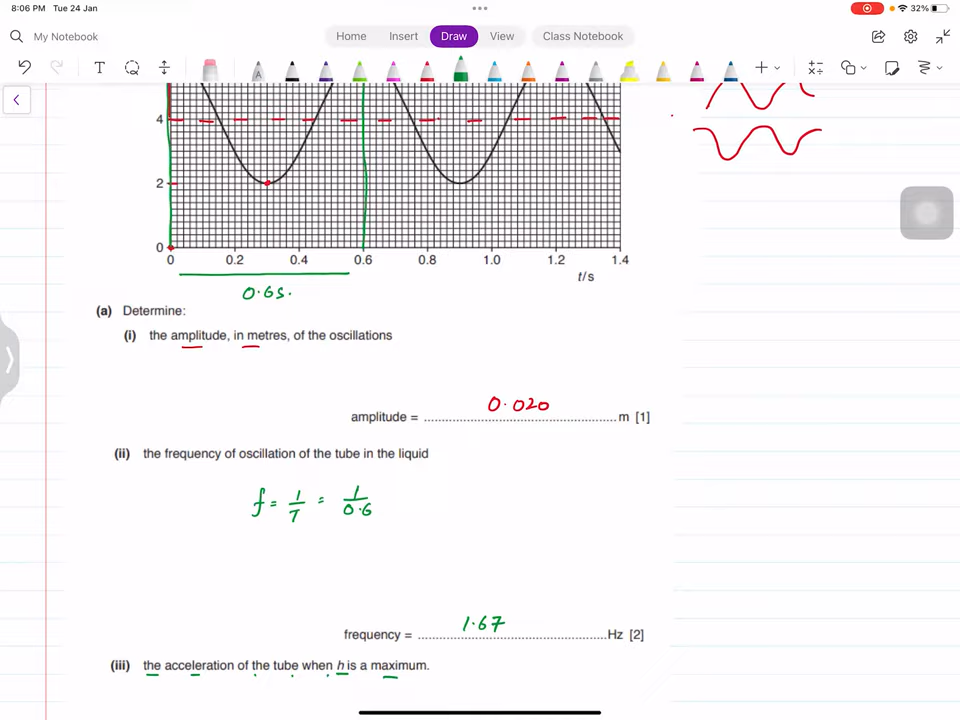 8:06 PM Tue 24 Jan
32%
My Notebook
Home Insert Draw View Class Notebook
T A
4
2
0
0 0.2 0.4 0.6 0.8 1.0 1.2 1.4
t/s
0.6s.
(a) Determine:
(i) the amplitude, in metres, of the oscillations
0.020
amplitude = ........................................................ m [1]
(ii) the frequency of oscillation of the tube in the liquid
f = 1/T = 1/0.6
1.67
frequency = ........................................................ Hz [2]
(iii) the acceleration of the tube when h is a maximum.